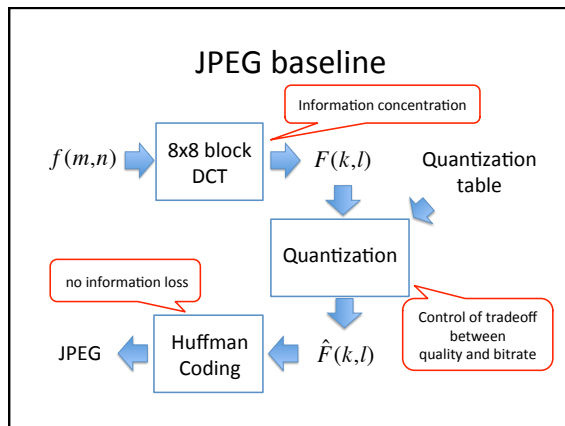 JPEG baseline
Information concentration
f(m,n)
8x8 block
DCT
F(k,l)
Quantization
table
Quantization
no information loss
Control of tradeoff
between
quality and bitrate
JPEG
Huffman
Coding
F̂(k,l)